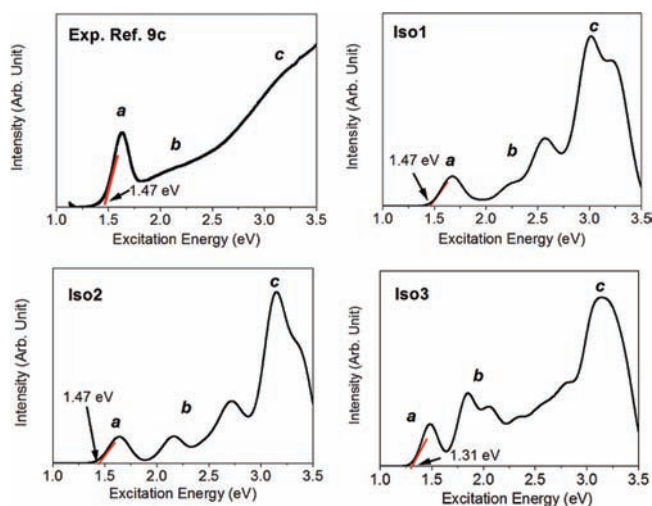 Exp. Ref. 9c
a
b
c
1.47 eV
Intensity (Arb. Unit)
1.0 1.5 2.0 2.5 3.0 3.5
Excitation Energy (eV)
Iso1
1.47 eV
a
b
c
Intensity (Arb. Unit)
1.0 1.5 2.0 2.5 3.0 3.5
Excitation Energy (eV)
Iso2
1.47 eV
a
b
c
Intensity (Arb. Unit)
1.0 1.5 2.0 2.5 3.0 3.5
Excitation Energy (eV)
Iso3
a
b
c
1.31 eV
Intensity (Arb. Unit)
1.0 1.5 2.0 2.5 3.0 3.5
Excitation Energy (eV)